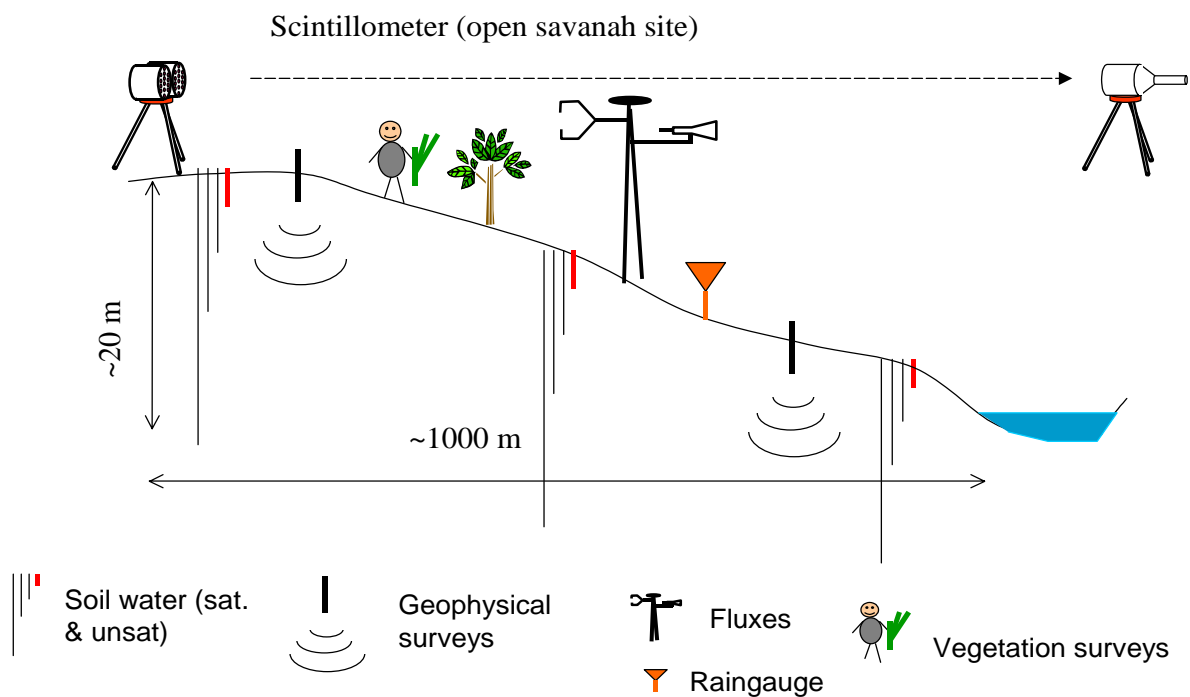 Scintillometer (open savanah site)
~20 m
~1000 m
Soil water (sat.
& unsat)
Geophysical
surveys
Fluxes
Raingauge
Vegetation surveys